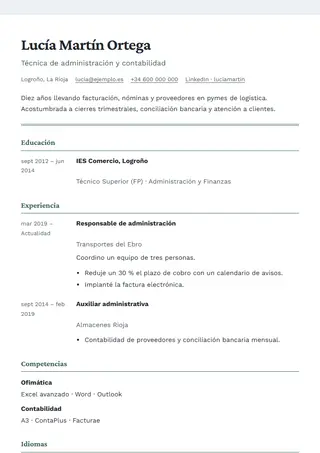 Lucía Martín Ortega
Técnica de administración y contabilidad
Logroño, La Rioja lucia@ejemplo.es +34 600 000 000 LinkedIn · luciamartin
Diez años llevando facturación, nóminas y proveedores en pymes de logística.
Acostumbrada a cierres trimestrales, conciliación bancaria y atención a clientes.
Educación
sept 2012 – jun 2014 IES Comercio, Logroño
Técnico Superior (FP) · Administración y Finanzas
Experiencia
mar 2019 – Actualidad Responsable de administración
Transportes del Ebro
Coordino un equipo de tres personas.
• Reduje un 30 % el plazo de cobro con un calendario de avisos.
• Implanté la factura electrónica.
sept 2014 – feb 2019 Auxiliar administrativa
Almacenes Rioja
• Contabilidad de proveedores y conciliación bancaria mensual.
Competencias
Ofimática
Excel avanzado · Word · Outlook
Contabilidad
A3 · ContaPlus · Facturae
Idiomas